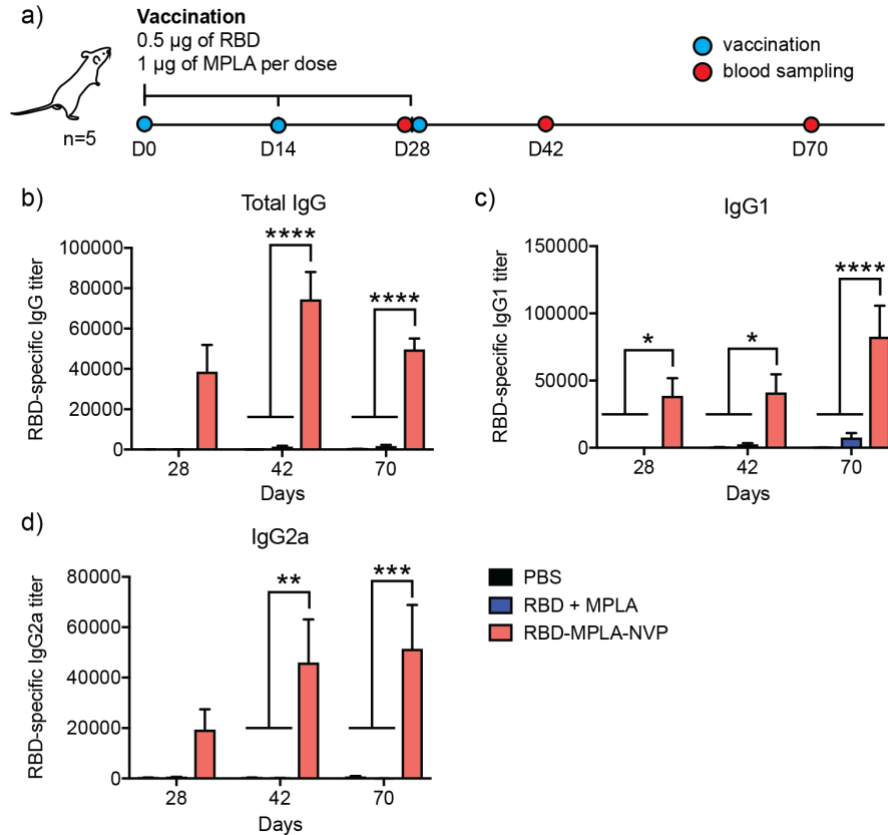 a)
Vaccination
0.5 µg of RBD
1 µg of MPLA per dose
vaccination
blood sampling
n=5
D0 D14 D28 D42 D70
b)
Total IgG
RBD-specific IgG titer
100000
80000
60000
40000
20000
0
****
****
28 42 70
Days
c)
IgG1
RBD-specific IgG1 titer
150000
100000
50000
0
*
*
****
28 42 70
Days
d)
IgG2a
RBD-specific IgG2a titer
80000
60000
40000
20000
0
**
***
28 42 70
Days
PBS
RBD + MPLA
RBD-MPLA-NVP